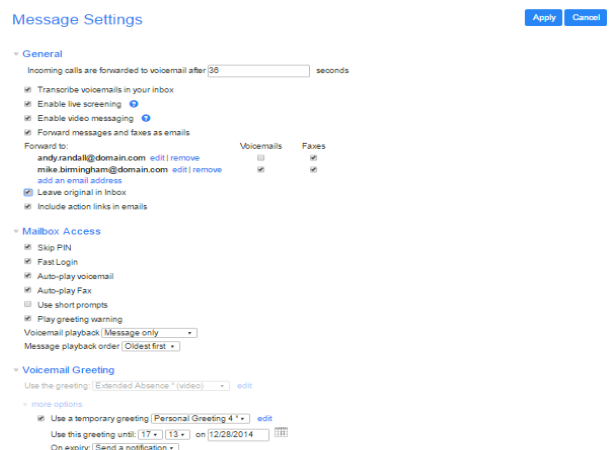 Message Settings
Apply Cancel
General
Incoming calls are forwarded to voicemail after 36 seconds
Transcribe voicemails in your inbox
Enable live screening ?
Enable video messaging ?
Forward messages and faxes as emails
Forward to: Voicemails Faxes
andy.randall@domain.com edit | remove
mike.birmingham@domain.com edit | remove
add an email address
Leave original in Inbox
Include action links in emails
Mailbox Access
Skip PIN
Fast Login
Auto-play voicemail
Auto-play Fax
Use short prompts
Play greeting warning
Voicemail playback Message only
Message playback order Oldest first
Voicemail Greeting
Use the greeting: Extended Absence * (video) edit
more options
Use a temporary greeting Personal Greeting 4 * edit
Use this greeting until: 17 13 on 12/28/2014
On expiry: Send a notification